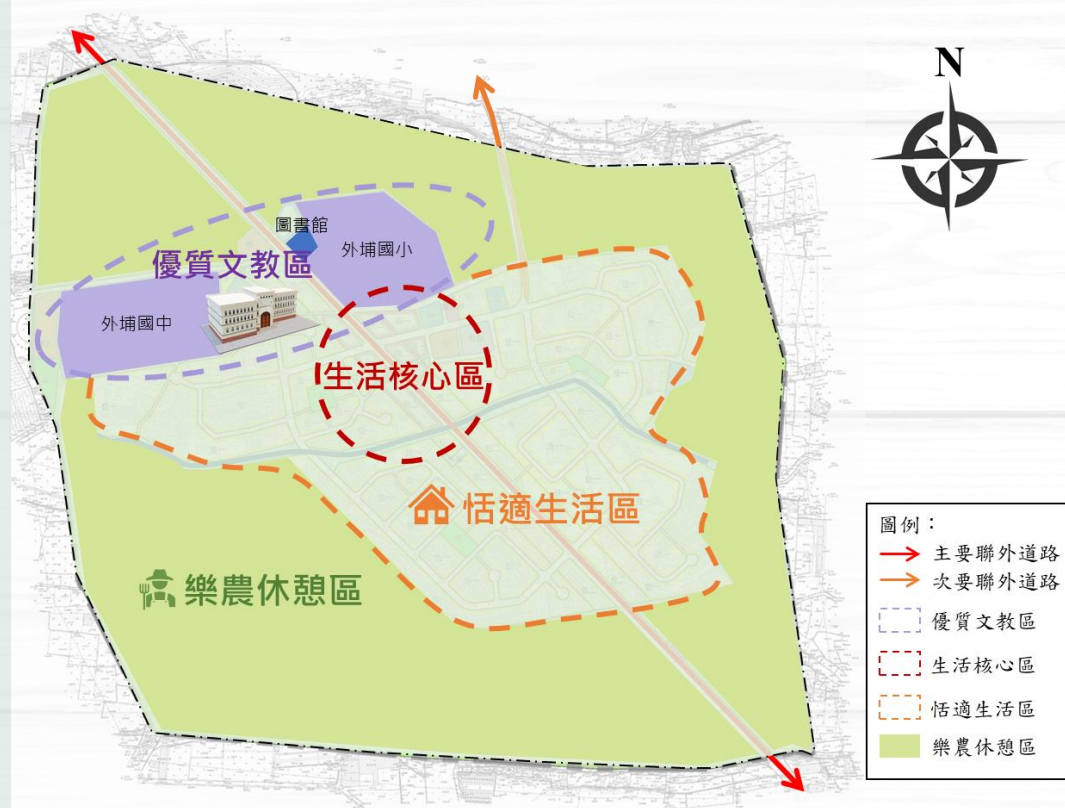 N
圖書館
外埔國小
優質文教區
外埔國中
生活核心區
恬適生活區
樂農休憩區
圖例：
主要聯外道路
次要聯外道路
優質文教區
生活核心區
恬適生活區
樂農休憩區